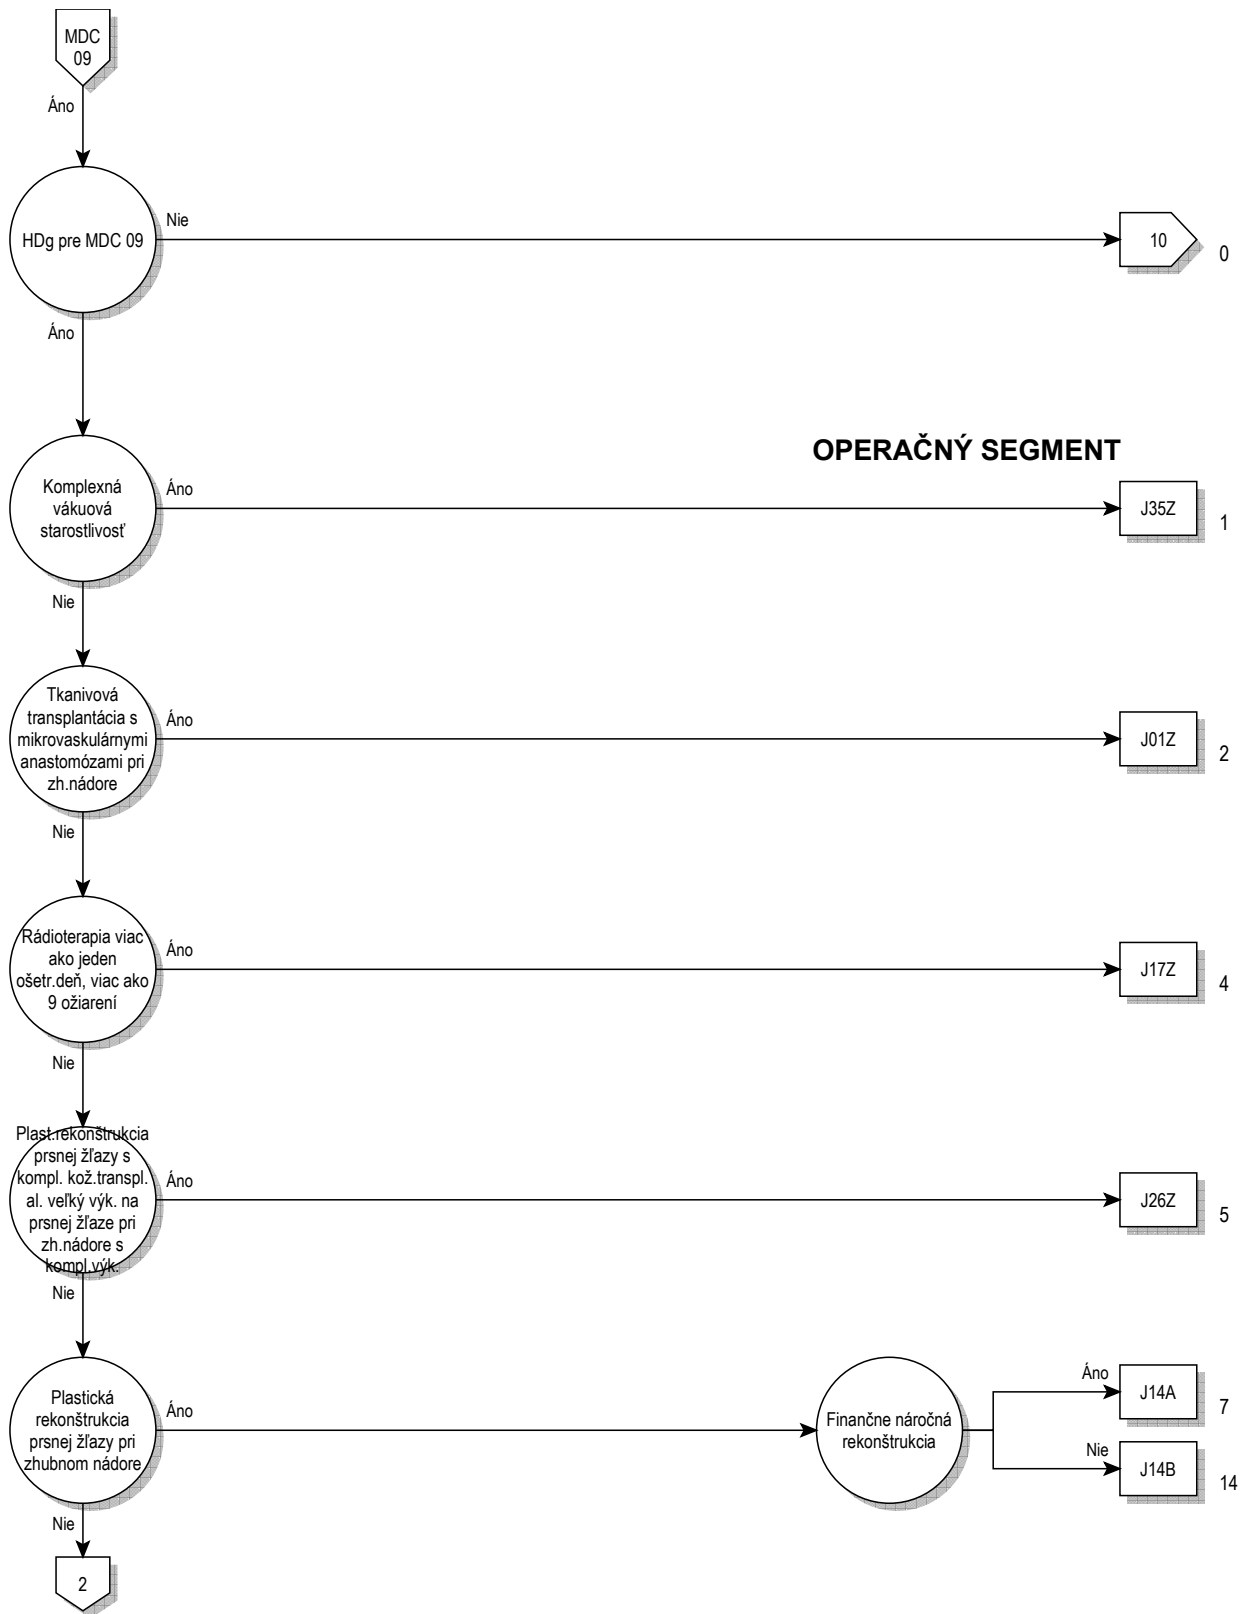 MDC
09
Áno
HDg pre MDC 09
Nie
10
0
Áno
OPERAČNÝ SEGMENT
Komplexná
vákuová
starostlivosť
Áno
J35Z
1
Nie
Tkanivová
transplantácia s
mikrovaskulárnymi
anastomózami pri
zh.nádore
Áno
J01Z
2
Nie
Rádioterapia viac
ako jeden
ošetr.deň, viac ako
9 ožiarení
Áno
J17Z
4
Nie
Plast.rekonštrukcia
prsnej žľazy s
kompl. kož.transpl.
al. veľký výk. na
prsnej žľaze pri
zh.nádore s
kompl.výk.
Áno
J26Z
5
Nie
Plastická
rekonštrukcia
prsnej žľazy pri
zhubnom nádore
Áno
Finančne náročná
rekonštrukcia
Áno
J14A
7
Nie
J14B
14
Nie
2